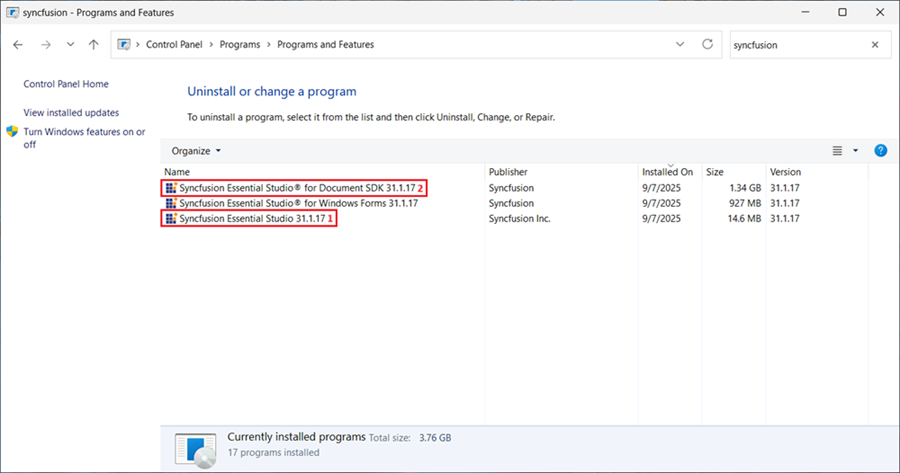 syncfusion - Programs and Features
Control Panel > Programs > Programs and Features
syncfusion
Control Panel Home
View installed updates
Turn Windows features on or
off
Uninstall or change a program
To uninstall a program, select it from the list and then click Uninstall, Change, or Repair.
Organize
Name Publisher Installed On Size Version
Syncfusion Essential Studio® for Document SDK 31.1.17 2 Syncfusion 9/7/2025 1.34 GB 31.1.17
Syncfusion Essential Studio® for Windows Forms 31.1.17 Syncfusion 9/7/2025 927 MB 31.1.17
Syncfusion Essential Studio 31.1.17 1 Syncfusion Inc. 9/7/2025 14.6 MB 31.1.17
Currently installed programs Total size: 3.76 GB
17 programs installed